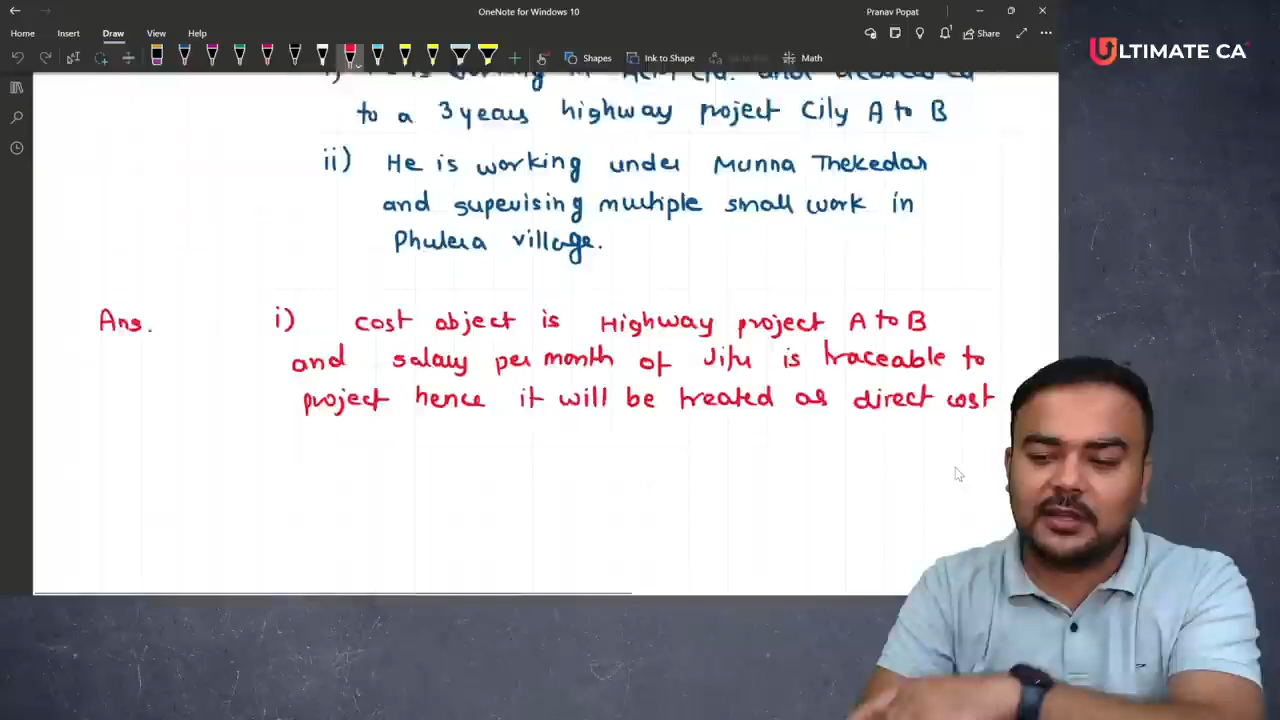 OneNote for Windows 10
Pranav Popat
Home Insert Draw View Help
Share
Shapes Ink to Shape Math
ULTIMATE CA
to a 3 years highway project City A to B
ii) He is working under Munna Thekedar
and supevising multiple small work in
Phulera village.
Ans. i) cost object is Highway project A to B
and salary per month of Jitu is traceable to
project hence it will be treated as direct cost